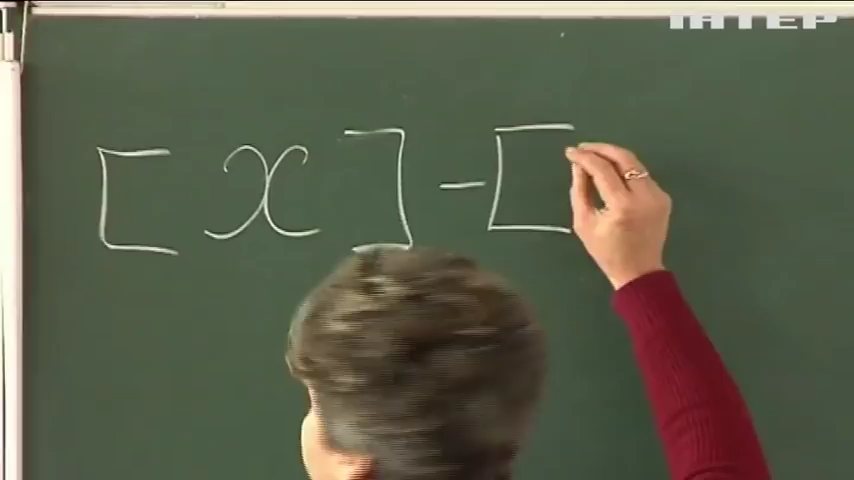 ІНТЕР
[ х ] – [